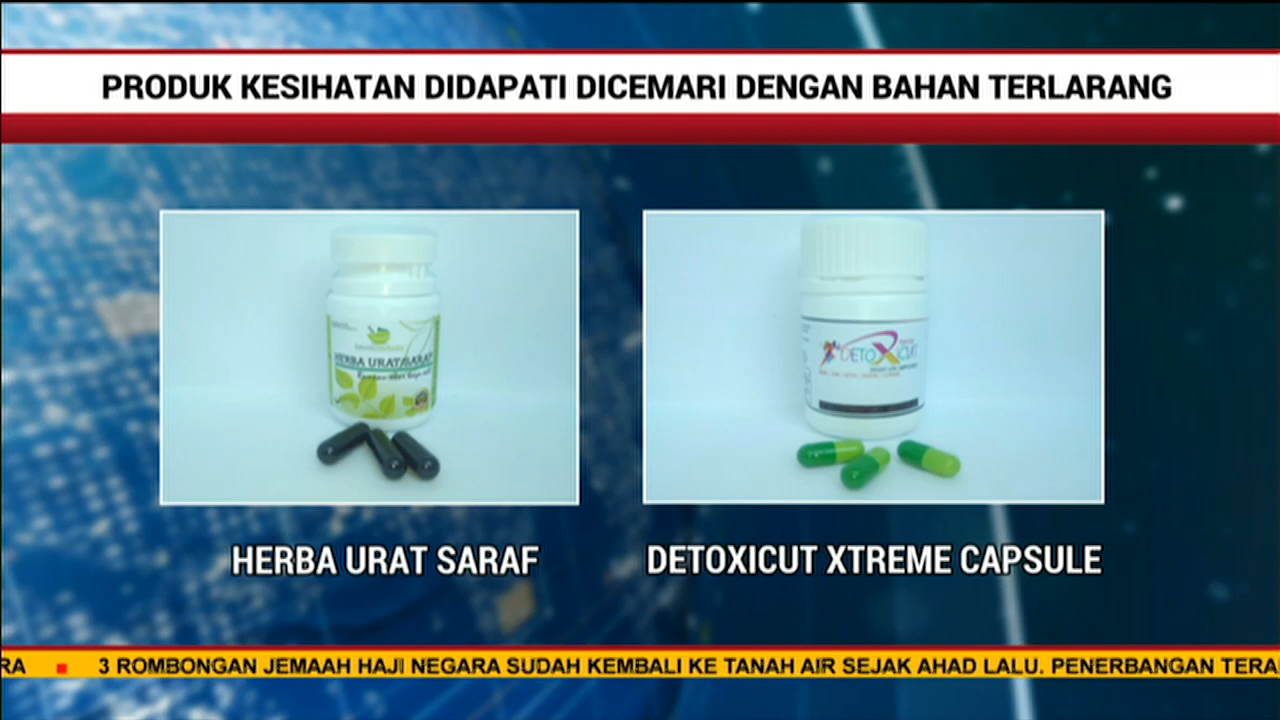 PRODUK KESIHATAN DIDAPATI DICEMARI DENGAN BAHAN TERLARANG
HERBA URAT SARAF
DETOXICUT
HERBA URAT SARAF
DETOXICUT XTREME CAPSULE
RA ▪ 3 ROMBONGAN JEMAAH HAJI NEGARA SUDAH KEMBALI KE TANAH AIR SEJAK AHAD LALU. PENERBANGAN TERA